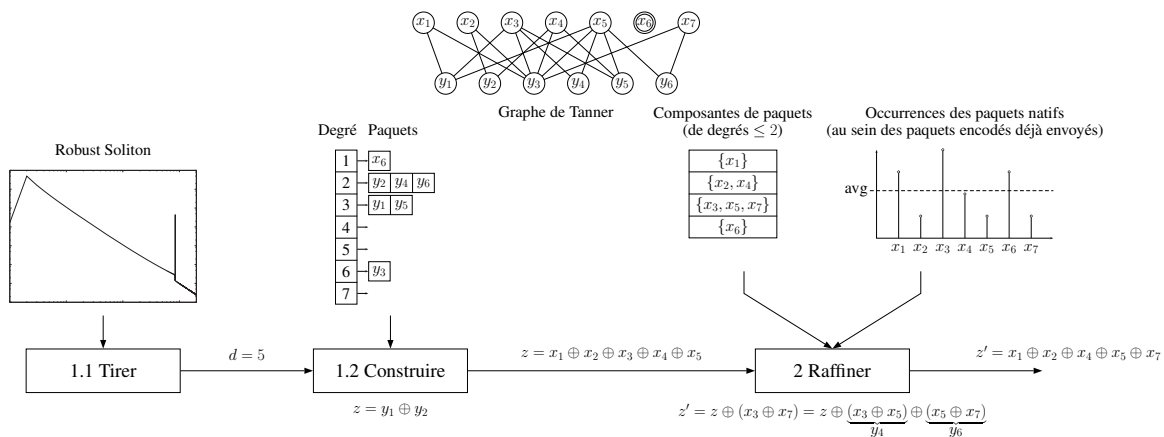 x₁ x₂ x₃ x₄ x₅ x₆ x₇
y₁ y₂ y₃ y₄ y₅ y₆
Graphe de Tanner
Robust Soliton
Degré Paquets
1 x₆
2 y₂ y₄ y₆
3 y₁ y₅
4
5
6 y₃
7
Composantes de paquets
(de degrés ≤ 2)
{x₁}
{x₂, x₄}
{x₃, x₅, x₇}
{x₆}
Occurrences des paquets natifs
(au sein des paquets encodés déjà envoyés)
avg
x₁ x₂ x₃ x₄ x₅ x₆ x₇
1.1 Tirer
d = 5
1.2 Construire
z = y₁ ⊕ y₂
z = x₁ ⊕ x₂ ⊕ x₃ ⊕ x₄ ⊕ x₅
2 Raffiner
z′ = x₁ ⊕ x₂ ⊕ x₄ ⊕ x₅ ⊕ x₇
z′ = z ⊕ (x₃ ⊕ x₇) = z ⊕ (x₃ ⊕ x₅) ⊕ (x₅ ⊕ x₇)
y₄ y₆